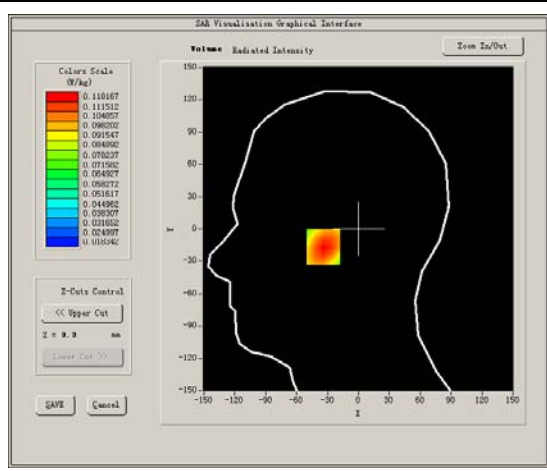 SAR Visualisation Graphical Interface
Volume Radiated Intensity
Zoom In/Out
Colors Scale
(W/kg)
0.118167
0.111512
0.104857
0.098202
0.091547
0.084892
0.078237
0.071582
0.064927
0.058272
0.051617
0.044962
0.038307
0.031652
0.024997
0.018342
150
120
90
60
30
0
-30
-60
-90
-120
-150
Y
-150 -120 -90 -60 -30 0 30 60 90 120 150
X
Z-Cuts Control
<< Upper Cut
Z = 0.0 mm
Lower Cut >>
SAVE
Cancel